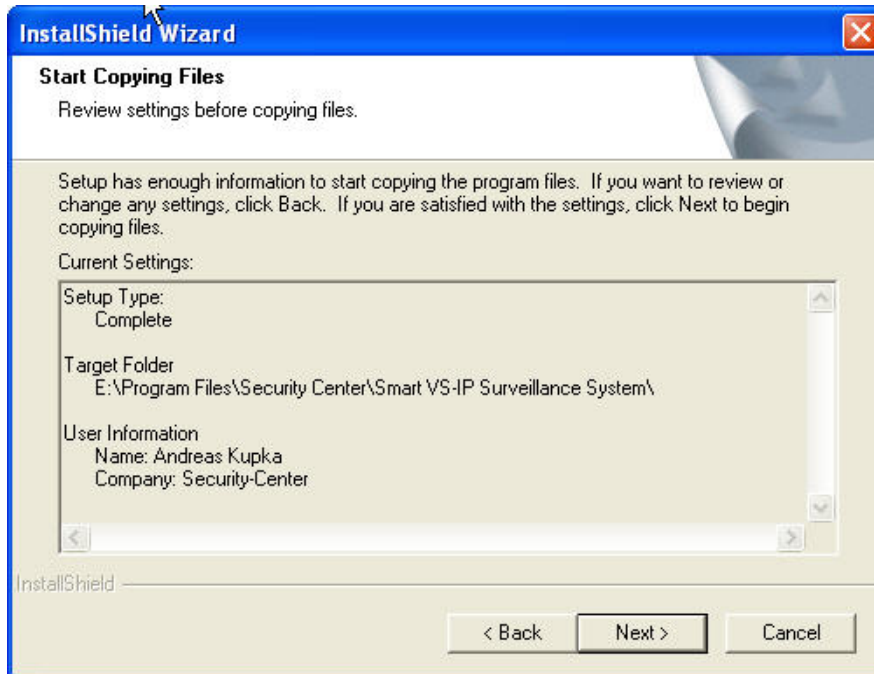 InstallShield Wizard
Start Copying Files
Review settings before copying files.
Setup has enough information to start copying the program files. If you want to review or
change any settings, click Back. If you are satisfied with the settings, click Next to begin
copying files.
Current Settings:
Setup Type:
Complete
Target Folder
E:\Program Files\Security Center\Smart VS-IP Surveillance System\
User Information
Name: Andreas Kupka
Company: Security-Center
InstallShield
< Back
Next >
Cancel